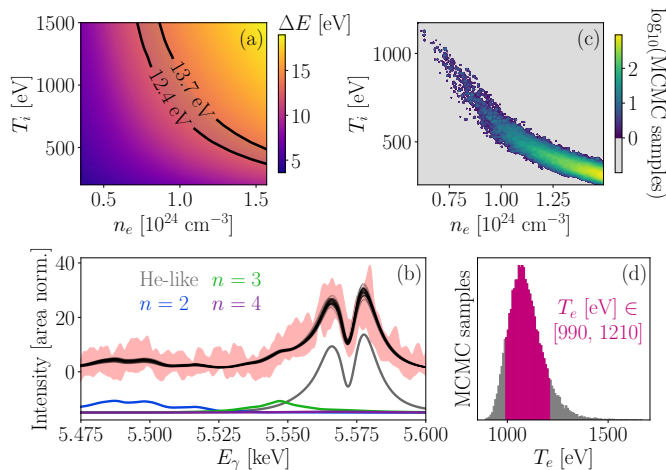 (a)
ΔE [eV]
1500
1000
500
T_i [eV]
13.7 eV
12.4 eV
0.5
1.0
1.5
n_e [10^24 cm^−3]
15
10
5
(c)
1000
500
T_i [eV]
0.75
1.00
1.25
n_e [10^24 cm^−3]
log_10(MCMC samples)
2
1
0
(b)
Intensity [area norm.]
40
20
0
He-like
n = 3
n = 2
n = 4
5.475
5.500
5.525
5.550
5.575
5.600
E_γ [keV]
(d)
MCMC samples
T_e [eV] ∈
[990, 1210]
1000
1500
T_e [eV]